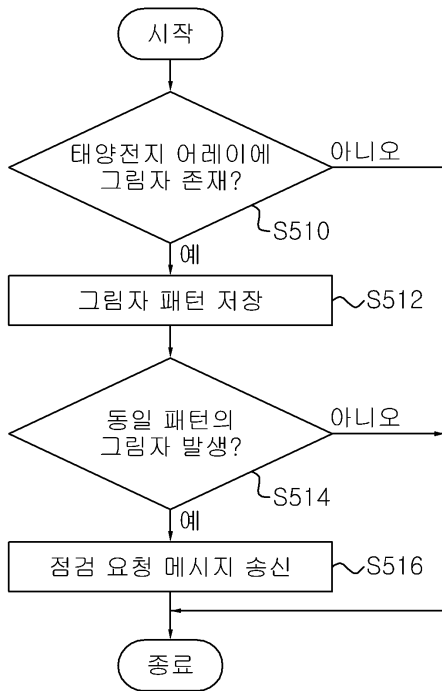 시작
태양전지 어레이에
그림자 존재?
아니오
S510
예
그림자 패턴 저장
S512
동일 패턴의
그림자 발생?
아니오
S514
예
점검 요청 메시지 송신
S516
종료